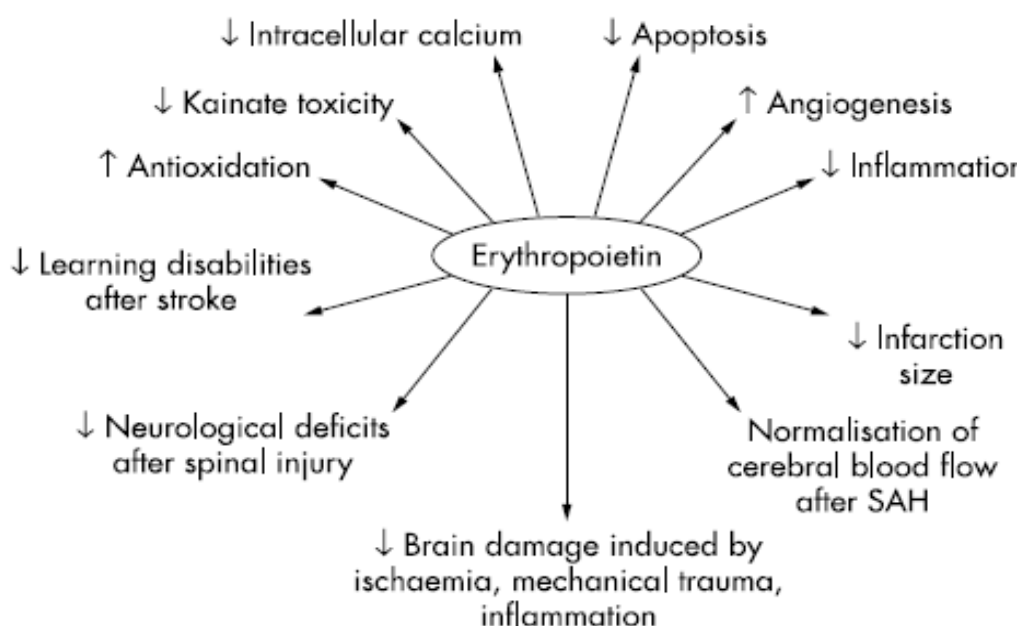 ↓ Intracellular calcium
↓ Apoptosis
↓ Kainate toxicity
↑ Angiogenesis
↑ Antioxidation
↓ Inflammation
Erythropoietin
↓ Learning disabilities
after stroke
↓ Infarction
size
↓ Neurological deficits
after spinal injury
Normalisation of
cerebral blood flow
after SAH
↓ Brain damage induced by
ischaemia, mechanical trauma,
inflammation